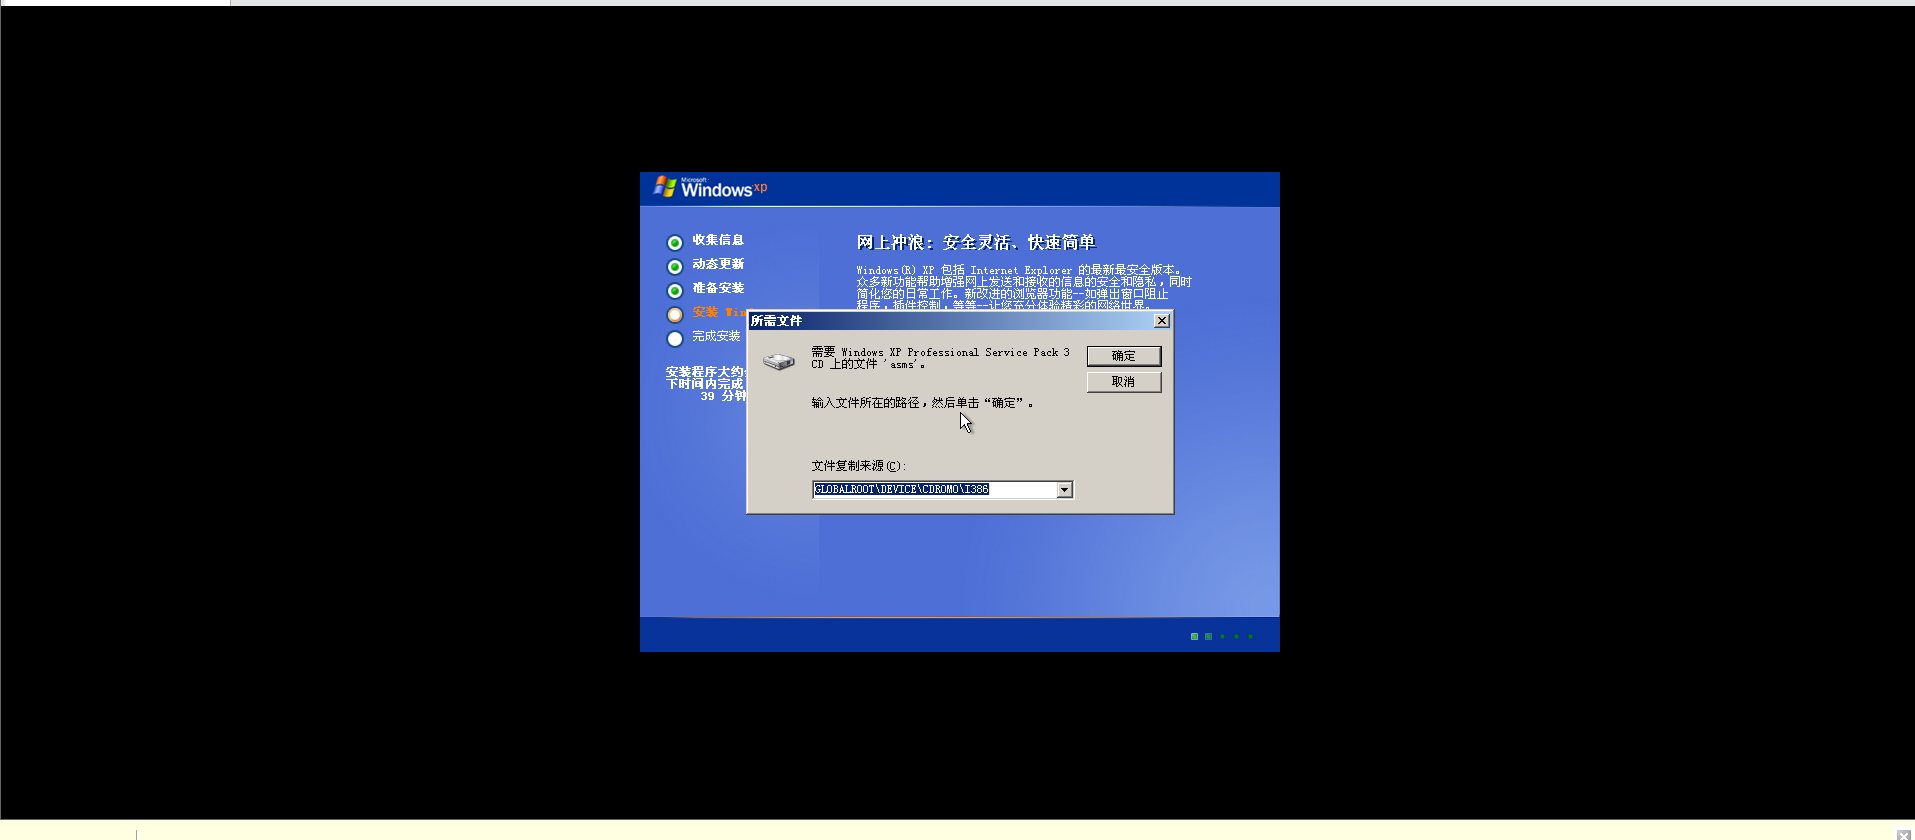 Microsoft
Windows xp
收集信息
动态更新
准备安装
安装 Win
完成安装
安装程序大约
下时间内完成
39 分钟
网上冲浪：安全灵活、快速简单
Windows(R) XP 包括 Internet Explorer 的最新最安全版本。
众多新功能帮助增强网上发送和接收的信息的安全和隐私，同时
简化您的日常工作。新改进的浏览器功能--如弹出窗口阻止
程序，插件控制，等等--让您充分体验精彩的网络世界。
所需文件
需要 Windows XP Professional Service Pack 3
CD 上的文件 'asms'。
输入文件所在的路径，然后单击“确定”。
文件复制来源(C):
GLOBALROOT\DEVICE\CDROM0\I386
确定
取消